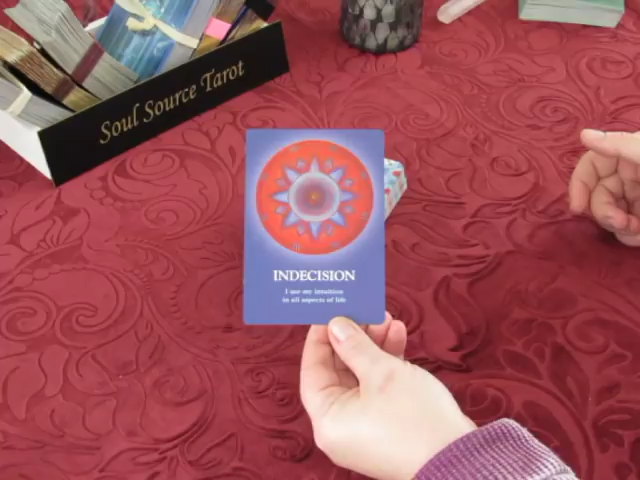 Soul Source Tarot
INDECISION
I use my intuition
in all aspects of life